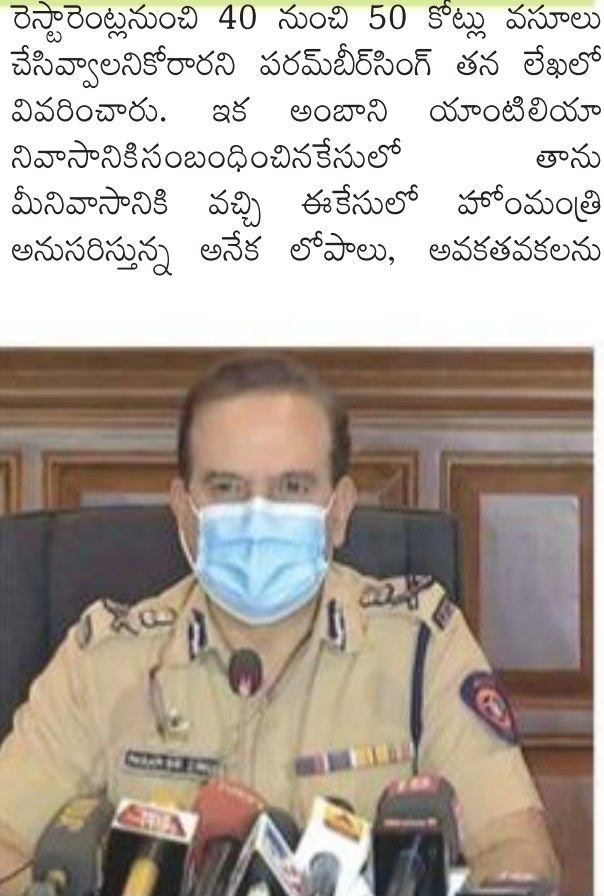 రెస్టారెంట్లనుంచి 40 నుంచి 50 కోట్లు వసూలు
చేసివ్వాలనికోరారని పరమ్‌బీర్‌సింగ్ తన లేఖలో
వివరించారు. ఇక అంబాని యాంటిలియా
నివాసానికిసంబంధించినకేసులో తాను
మీనివాసానికి వచ్చి ఈకేసులో హోంమంత్రి
అనుసరిస్తున్న అనేక లోపాలు, అవకతవకలను